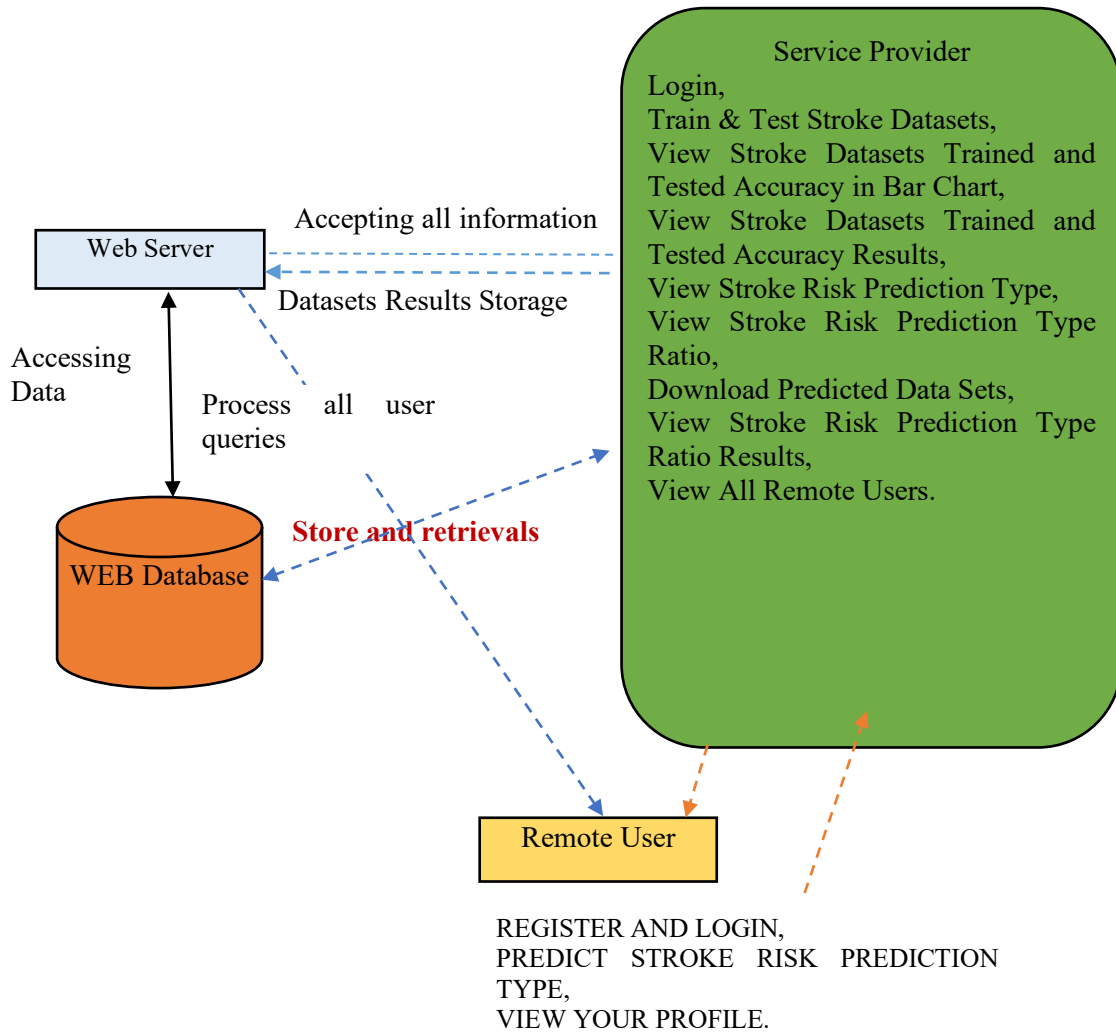 Service Provider
Login,
Train & Test Stroke Datasets,
View Stroke Datasets Trained and
Tested Accuracy in Bar Chart,
View Stroke Datasets Trained and
Tested Accuracy Results,
View Stroke Risk Prediction Type,
View Stroke Risk Prediction Type
Ratio,
Download Predicted Data Sets,
View Stroke Risk Prediction Type
Ratio Results,
View All Remote Users.
Accepting all information
Web Server
Datasets Results Storage
Accessing
Data
Process all user
queries
Store and retrievals
WEB Database
Remote User
REGISTER AND LOGIN,
PREDICT STROKE RISK PREDICTION
TYPE,
VIEW YOUR PROFILE.